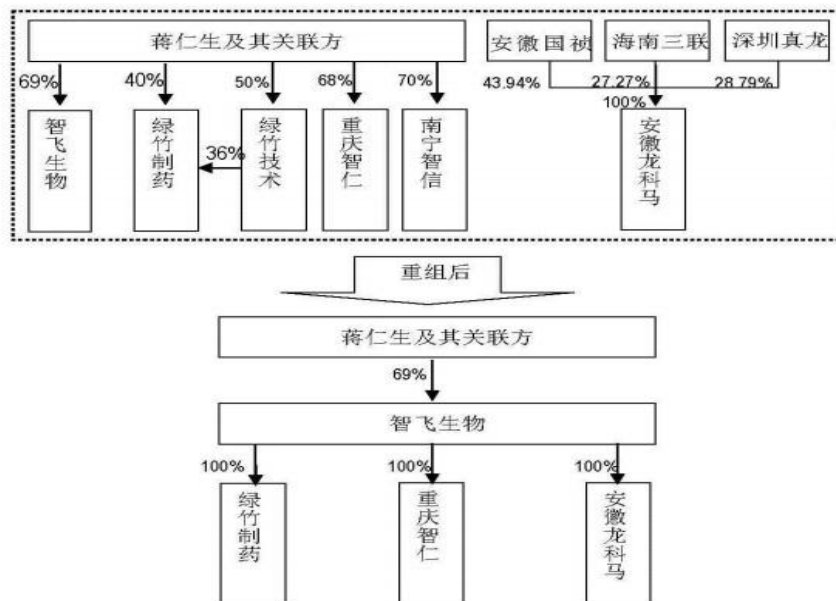 蒋仁生及其关联方
安徽国祯
海南三联
深圳真龙
69%
40%
50%
68%
70%
43.94%
27.27%
28.79%
100%
智飞生物
绿竹制药
36%
绿竹技术
重庆智仁
南宁智信
安徽龙科马
重组后
蒋仁生及其关联方
69%
智飞生物
100%
100%
100%
绿竹制药
重庆智仁
安徽龙科马